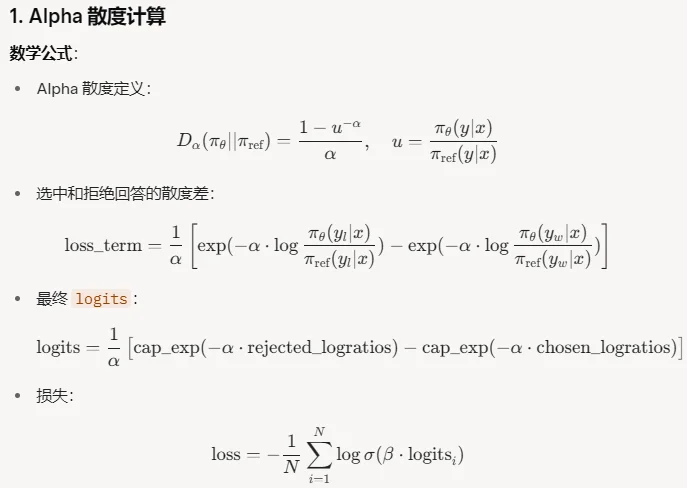 1. Alpha 散度计算
数学公式：
• Alpha 散度定义：
$$D_{\alpha}(\pi_{\theta}||\pi_{\text{ref}}) = \frac{1 - u^{-\alpha}}{\alpha}, \quad u = \frac{\pi_{\theta}(y|x)}{\pi_{\text{ref}}(y|x)}$$
• 选中和拒绝回答的散度差：
$$\text{loss\_term} = \frac{1}{\alpha} \left[ \exp(-\alpha \cdot \log \frac{\pi_{\theta}(y_l|x)}{\pi_{\text{ref}}(y_l|x)}) - \exp(-\alpha \cdot \log \frac{\pi_{\theta}(y_w|x)}{\pi_{\text{ref}}(y_w|x)}) \right]$$
• 最终 logits：
$$\text{logits} = \frac{1}{\alpha} \left[ \text{cap\_exp}(-\alpha \cdot \text{rejected\_logratios}) - \text{cap\_exp}(-\alpha \cdot \text{chosen\_logratios}) \right]$$
• 损失：
$$\text{loss} = -\frac{1}{N} \sum_{i=1}^{N} \log \sigma(\beta \cdot \text{logits}_i)$$